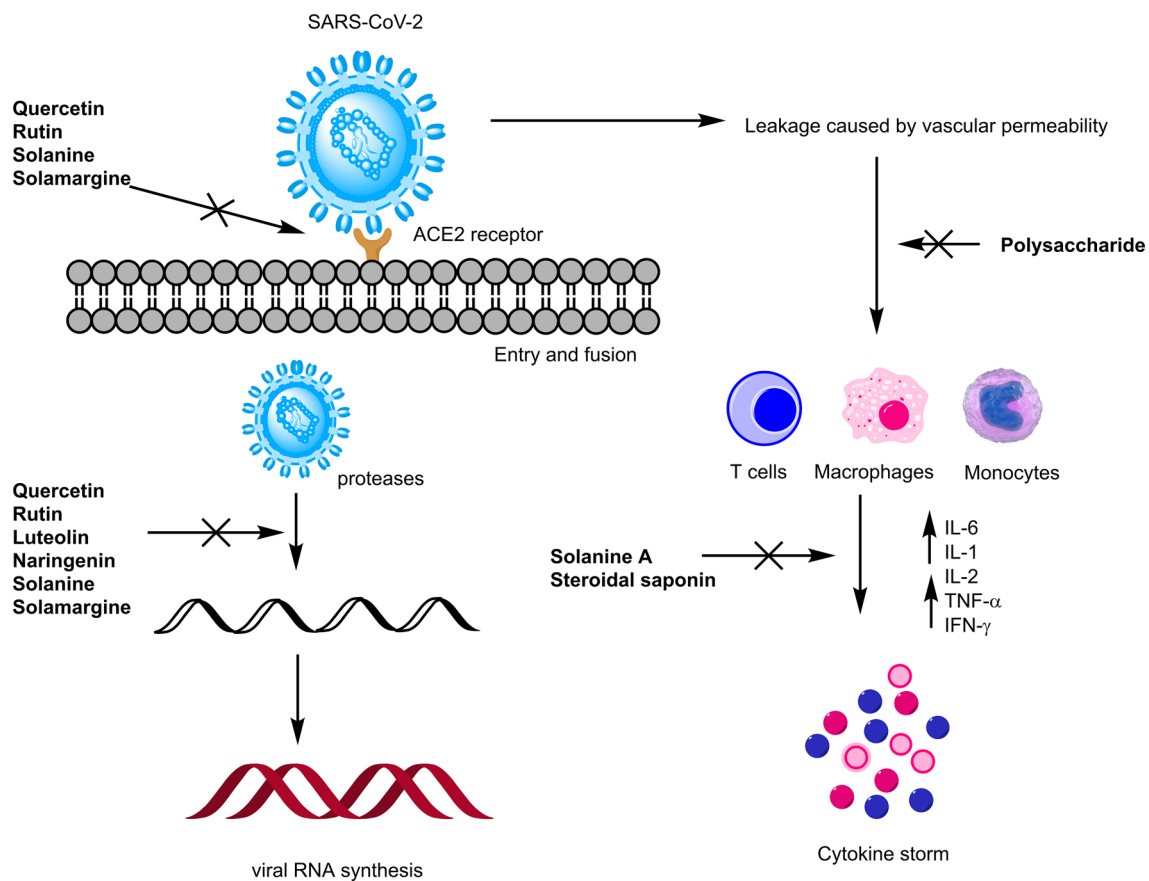 SARS-CoV-2
Quercetin
Rutin
Solanine
Solamargine
Leakage caused by vascular permeability
ACE2 receptor
Polysaccharide
Entry and fusion
proteases
T cells
Macrophages
Monocytes
Quercetin
Rutin
Luteolin
Naringenin
Solanine
Solamargine
Solanine A
Steroidal saponin
IL-6
IL-1
IL-2
TNF-α
IFN-γ
viral RNA synthesis
Cytokine storm